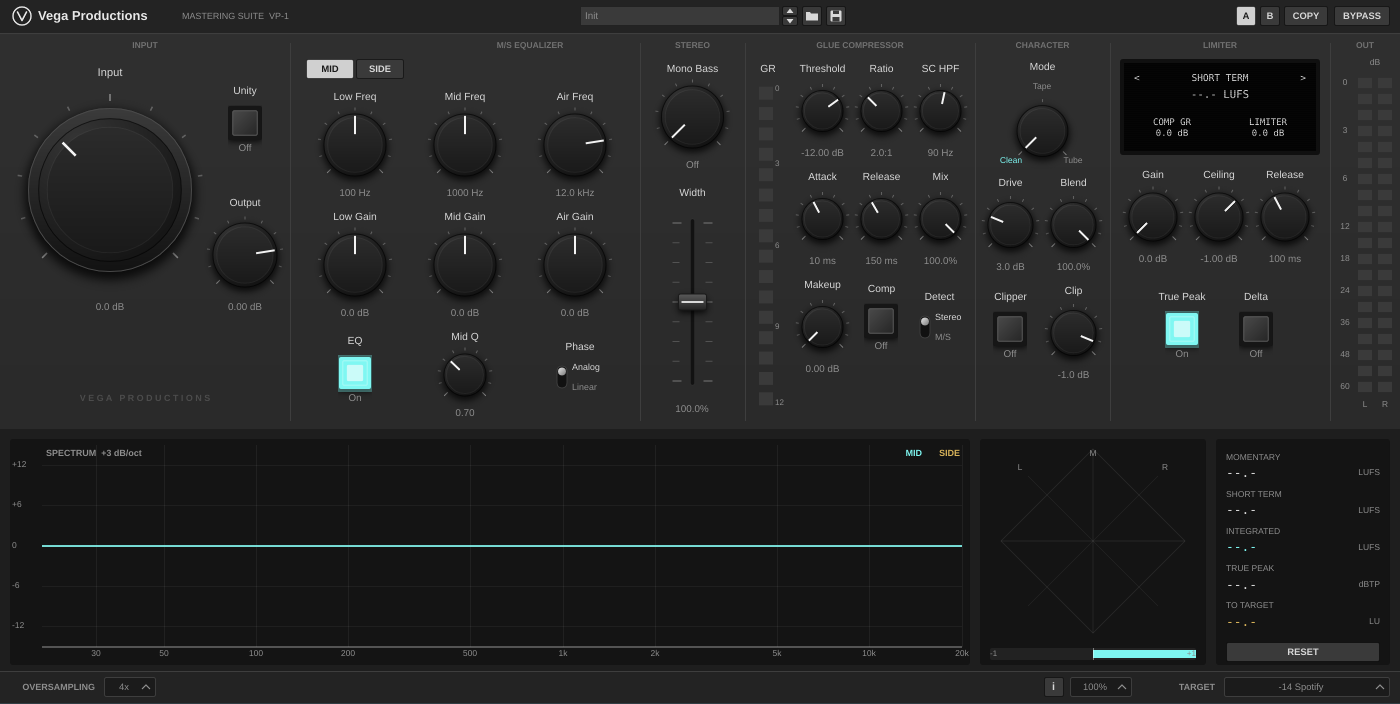 Vega Productions
MASTERING SUITE VP-1
Init
A
B
COPY
BYPASS
INPUT
M/S EQUALIZER
STEREO
GLUE COMPRESSOR
CHARACTER
LIMITER
OUT
Input
0.0 dB
Unity
Off
Output
0.00 dB
VEGA PRODUCTIONS
MID
SIDE
Low Freq
Mid Freq
Air Freq
100 Hz
1000 Hz
12.0 kHz
Low Gain
Mid Gain
Air Gain
0.0 dB
0.0 dB
0.0 dB
EQ
On
Mid Q
0.70
Phase
Analog
Linear
Mono Bass
Off
Width
100.0%
GR
0
3
6
9
12
Threshold
Ratio
SC HPF
-12.00 dB
2.0:1
90 Hz
Attack
Release
Mix
10 ms
150 ms
100.0%
Makeup
0.00 dB
Comp
Off
Detect
Stereo
M/S
Mode
Tape
Clean
Tube
Drive
Blend
3.0 dB
100.0%
Clipper
Off
Clip
-1.0 dB
< SHORT TERM >
--.- LUFS
COMP GR
0.0 dB
LIMITER
0.0 dB
Gain
Ceiling
Release
0.0 dB
-1.00 dB
100 ms
True Peak
On
Delta
Off
dB
0
3
6
12
18
24
36
48
60
L
R
SPECTRUM +3 dB/oct
MID
SIDE
+12
+6
0
-6
-12
30
50
100
200
500
1k
2k
5k
10k
20k
L
M
R
-1
+1
MOMENTARY
--.- LUFS
SHORT TERM
--.- LUFS
INTEGRATED
--.- LUFS
TRUE PEAK
--.- dBTP
TO TARGET
--.- LU
RESET
OVERSAMPLING
4x
i
100%
TARGET
-14 Spotify